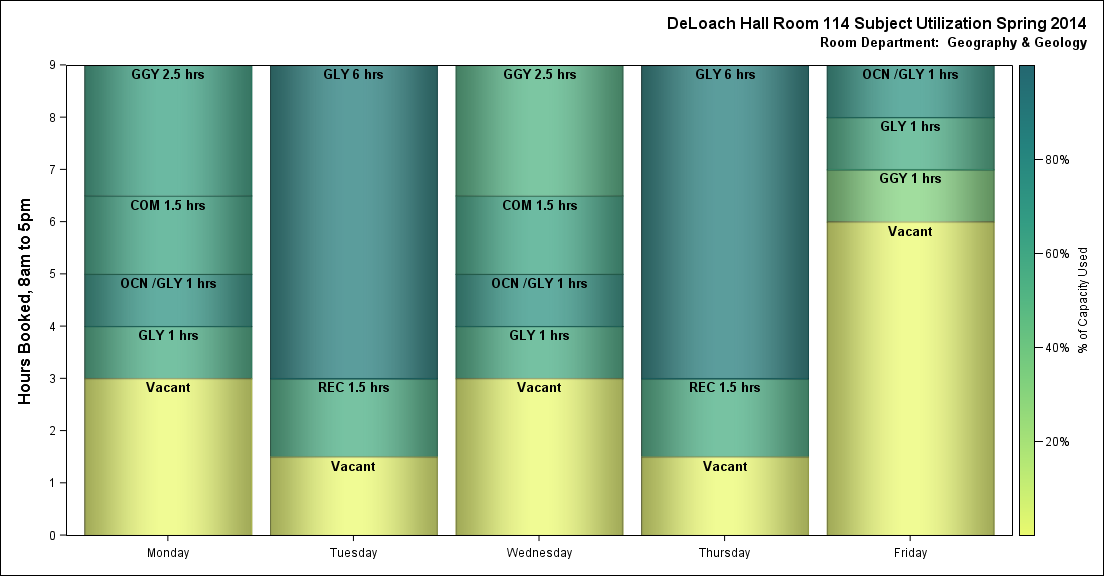 DeLoach Hall Room 114 Subject Utilization Spring 2014
Room Department: Geography & Geology
Hours Booked, 8am to 5pm
9
8
7
6
5
4
3
2
1
0
GGY 2.5 hrs
COM 1.5 hrs
OCN /GLY 1 hrs
GLY 1 hrs
Vacant
Monday
GLY 6 hrs
REC 1.5 hrs
Vacant
Tuesday
GGY 2.5 hrs
COM 1.5 hrs
OCN /GLY 1 hrs
GLY 1 hrs
Vacant
Wednesday
GLY 6 hrs
REC 1.5 hrs
Vacant
Thursday
OCN /GLY 1 hrs
GLY 1 hrs
GGY 1 hrs
Vacant
Friday
80%
60%
40%
20%
% of Capacity Used